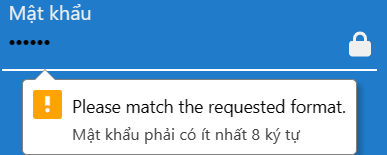 Mật khẩu
••••••
Please match the requested format.
Mật khẩu phải có ít nhất 8 ký tự